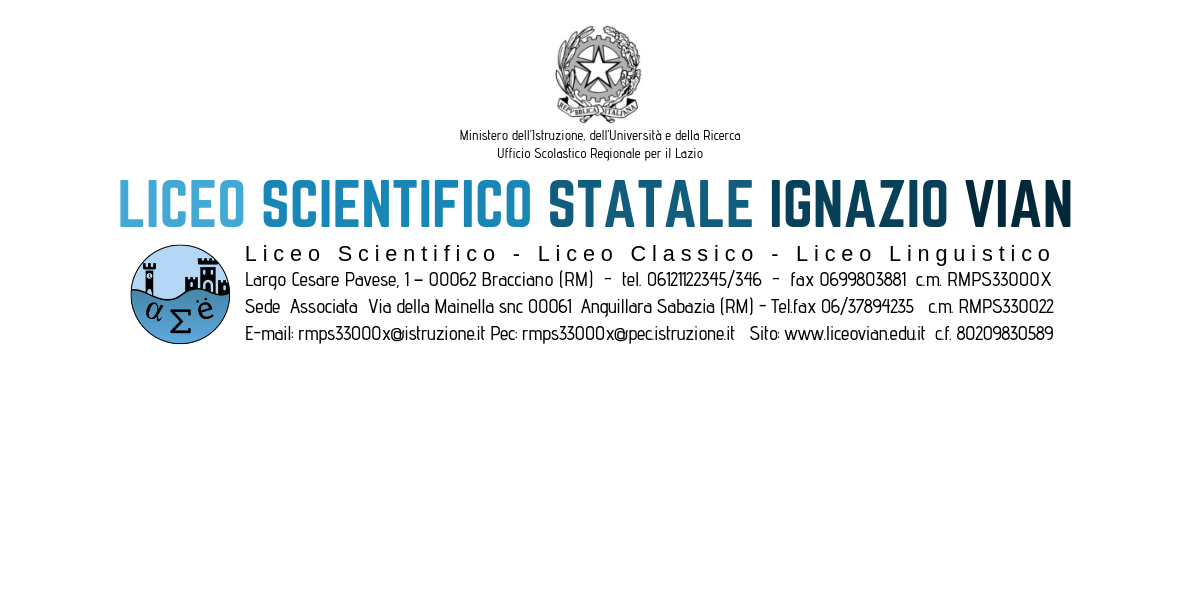 REPVBBLICA ITALIANA
Ministero dell'Istruzione, dell'Università e della Ricerca
Ufficio Scolastico Regionale per il Lazio
LICEO SCIENTIFICO STATALE IGNAZIO VIAN
Liceo Scientifico - Liceo Classico - Liceo Linguistico
Largo Cesare Pavese, 1 – 00062 Bracciano (RM) - tel. 06121122345/346 - fax 0699803881 c.m. RMPS33000X
Sede Associata Via della Mainella snc 00061 Anguillara Sabazia (RM) - Tel.fax 06/37894235 c.m. RMPS330022
E-mail: rmps33000x@istruzione.it Pec: rmps33000x@pec.istruzione.it Sito: www.liceovian.edu.it c.f. 80209830589
α Σ ë